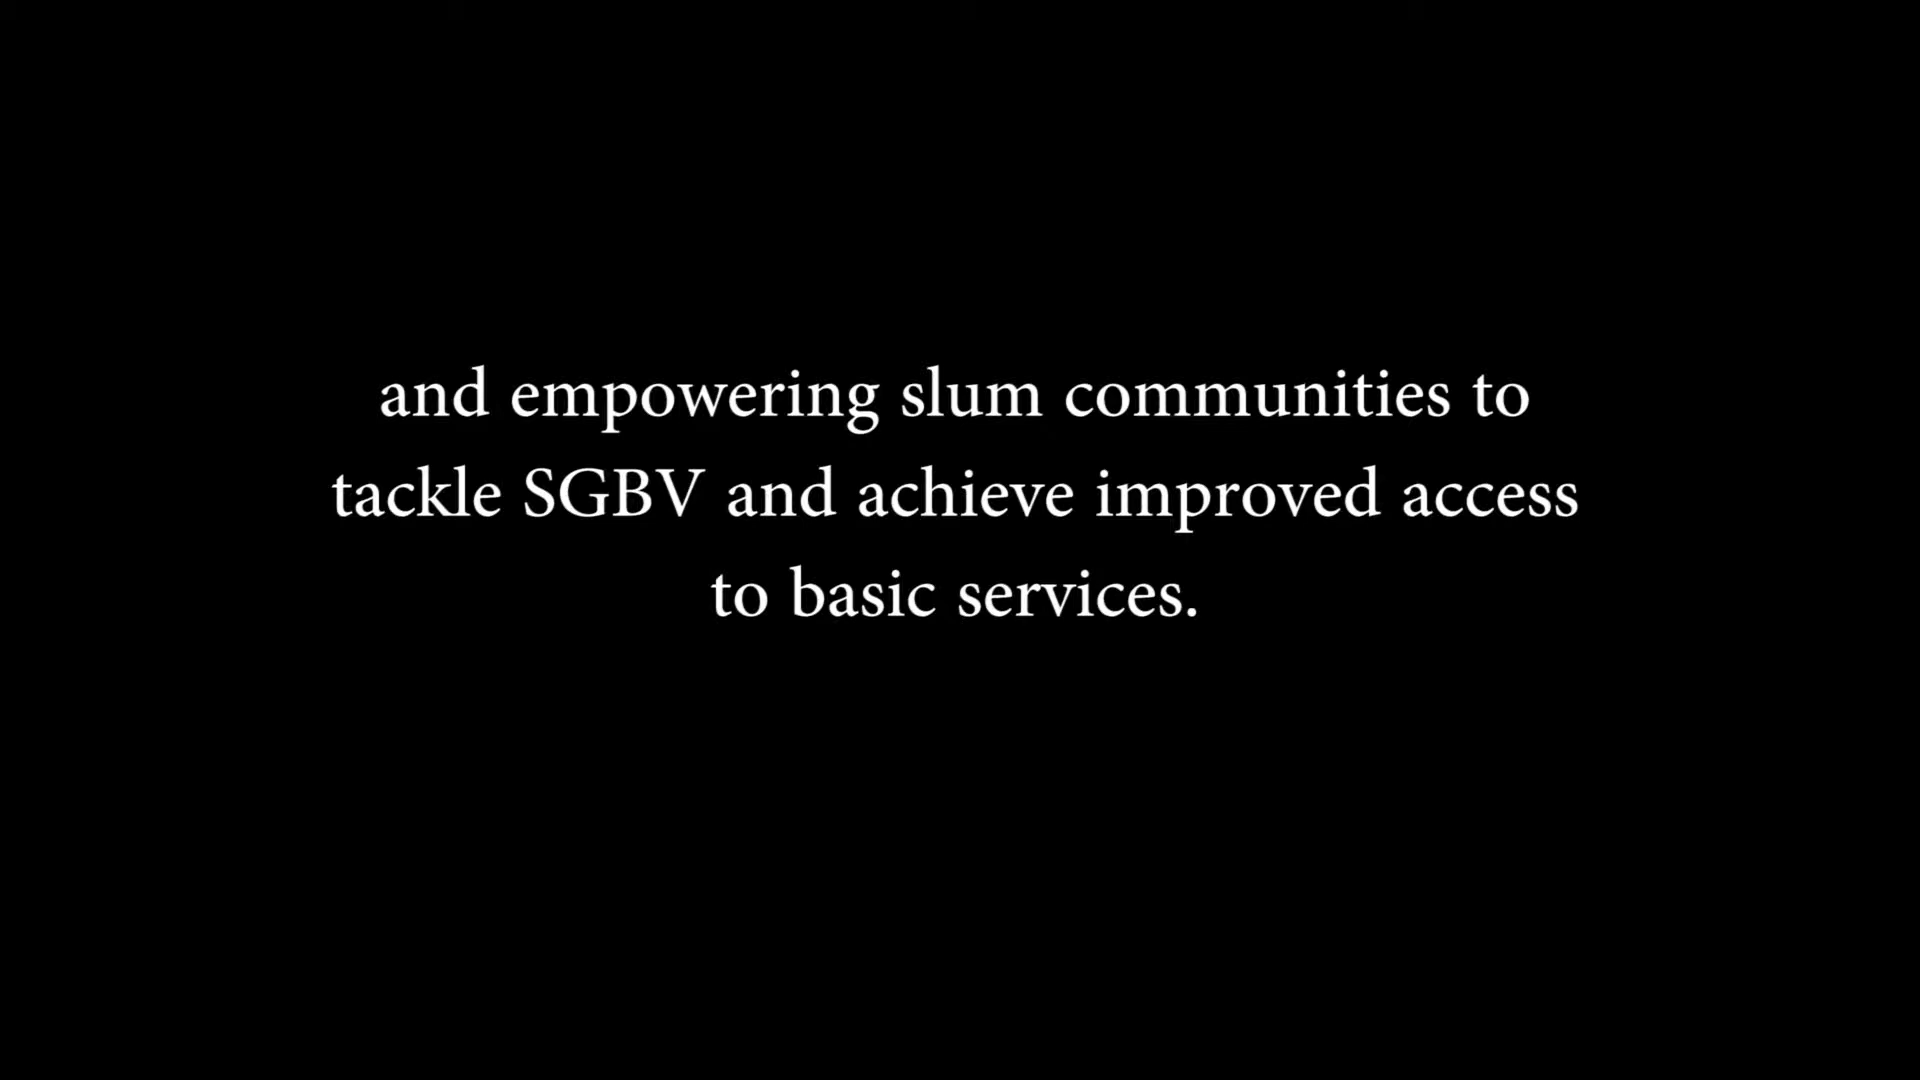 and empowering slum communities to
tackle SGBV and achieve improved access
to basic services.